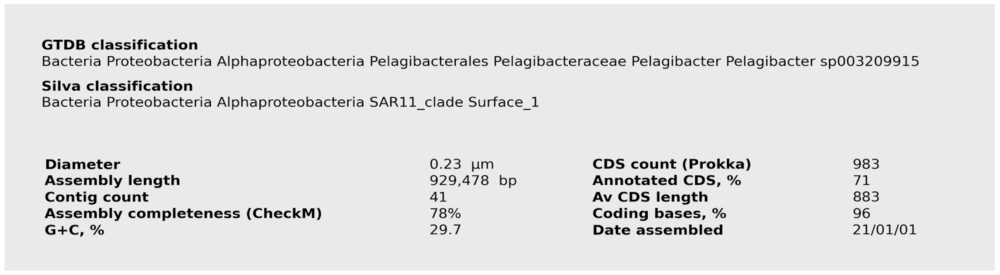 GTDB classification
Bacteria Proteobacteria Alphaproteobacteria Pelagibacterales Pelagibacteraceae Pelagibacter Pelagibacter sp003209915
Silva classification
Bacteria Proteobacteria Alphaproteobacteria SAR11_clade Surface_1
Diameter 0.23 µm CDS count (Prokka) 983
Assembly length 929,478 bp Annotated CDS, % 71
Contig count 41 Av CDS length 883
Assembly completeness (CheckM) 78% Coding bases, % 96
G+C, % 29.7 Date assembled 21/01/01